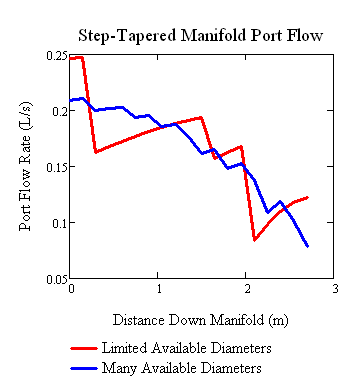 Step-Tapered Manifold Port Flow
0.25
0.2
0.15
0.1
0.05
0 1 2 3
Port Flow Rate (L/s)
Distance Down Manifold (m)
Limited Available Diameters
Many Available Diameters